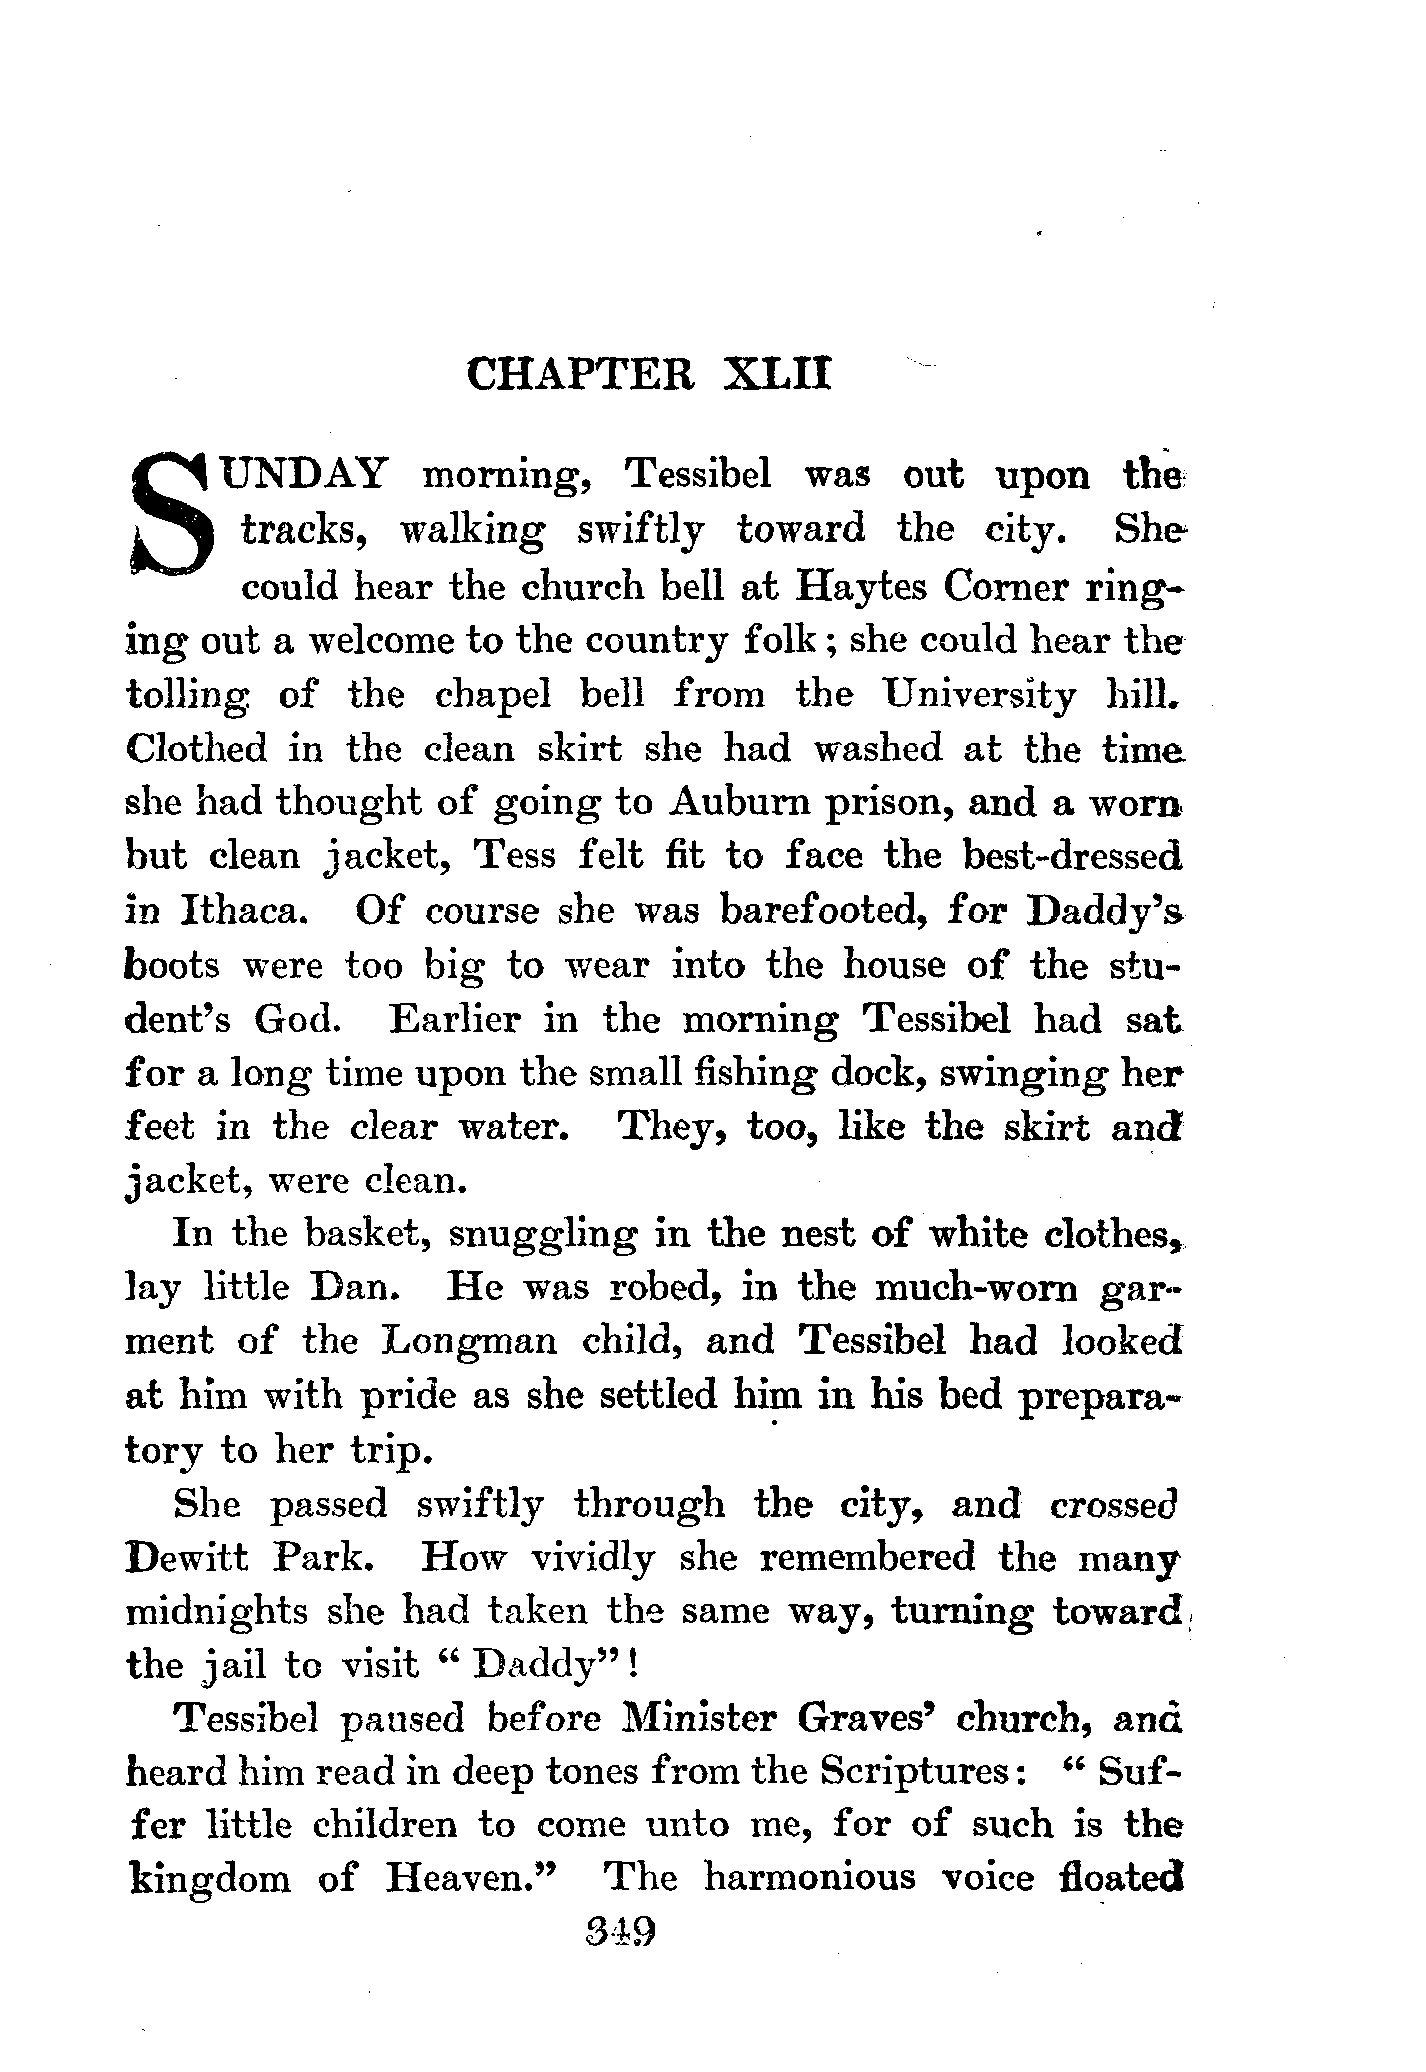 CHAPTER XLII
SUNDAY morning, Tessibel was out upon the
tracks, walking swiftly toward the city. She
could hear the church bell at Haytes Corner ring-
ing out a welcome to the country folk; she could hear the
tolling of the chapel bell from the University hill.
Clothed in the clean skirt she had washed at the time
she had thought of going to Auburn prison, and a worn
but clean jacket, Tess felt fit to face the best-dressed
in Ithaca. Of course she was barefooted, for Daddy's
boots were too big to wear into the house of the stu-
dent's God. Earlier in the morning Tessibel had sat
for a long time upon the small fishing dock, swinging her
feet in the clear water. They, too, like the skirt and
jacket, were clean.
In the basket, snuggling in the nest of white clothes,
lay little Dan. He was robed, in the much-worn gar-
ment of the Longman child, and Tessibel had looked
at him with pride as she settled him in his bed prepara-
tory to her trip.
She passed swiftly through the city, and crossed
Dewitt Park. How vividly she remembered the many
midnights she had taken the same way, turning toward
the jail to visit "Daddy"!
Tessibel paused before Minister Graves' church, and
heard him read in deep tones from the Scriptures: "Suf-
fer little children to come unto me, for of such is the
kingdom of Heaven." The harmonious voice floated
349